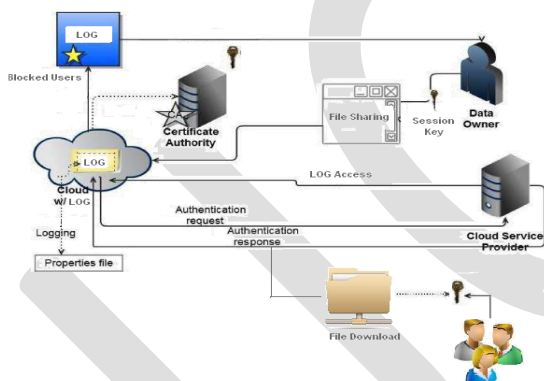 LOG
Blocked Users
Certificate
Authority
File Sharing
Session
Key
Data
Owner
LOG
Cloud
w/ LOG
LOG Access
Authentication
request
Authentication
response
Cloud Service
Provider
Logging
Properties file
File Download